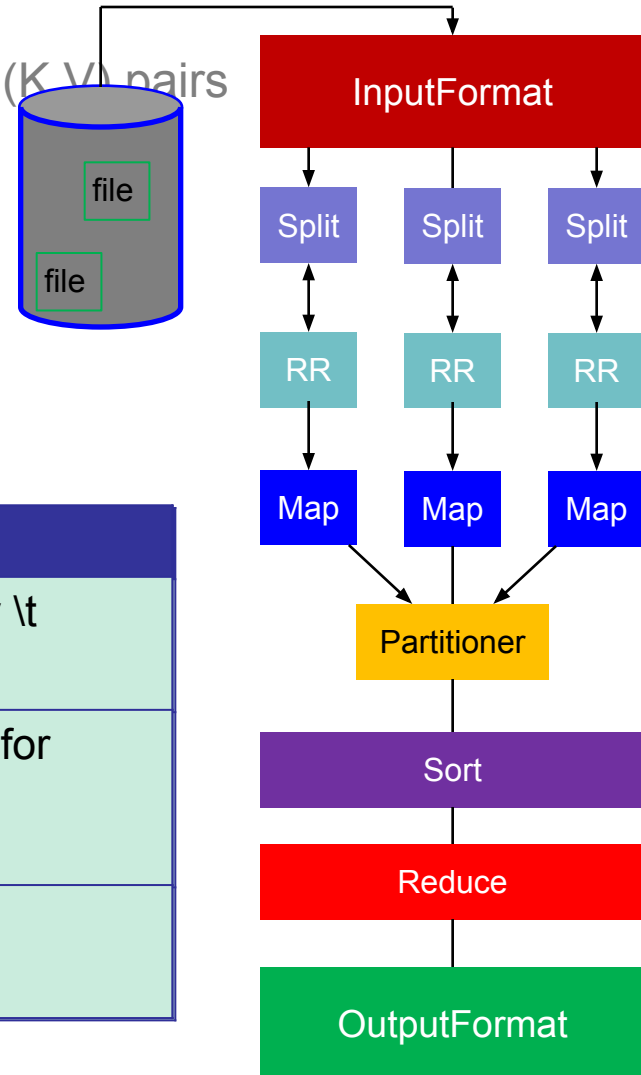 (K,V) pairs
file
file
\t
for
InputFormat
Split Split Split
RR RR RR
Map Map Map
Partitioner
Sort
Reduce
OutputFormat